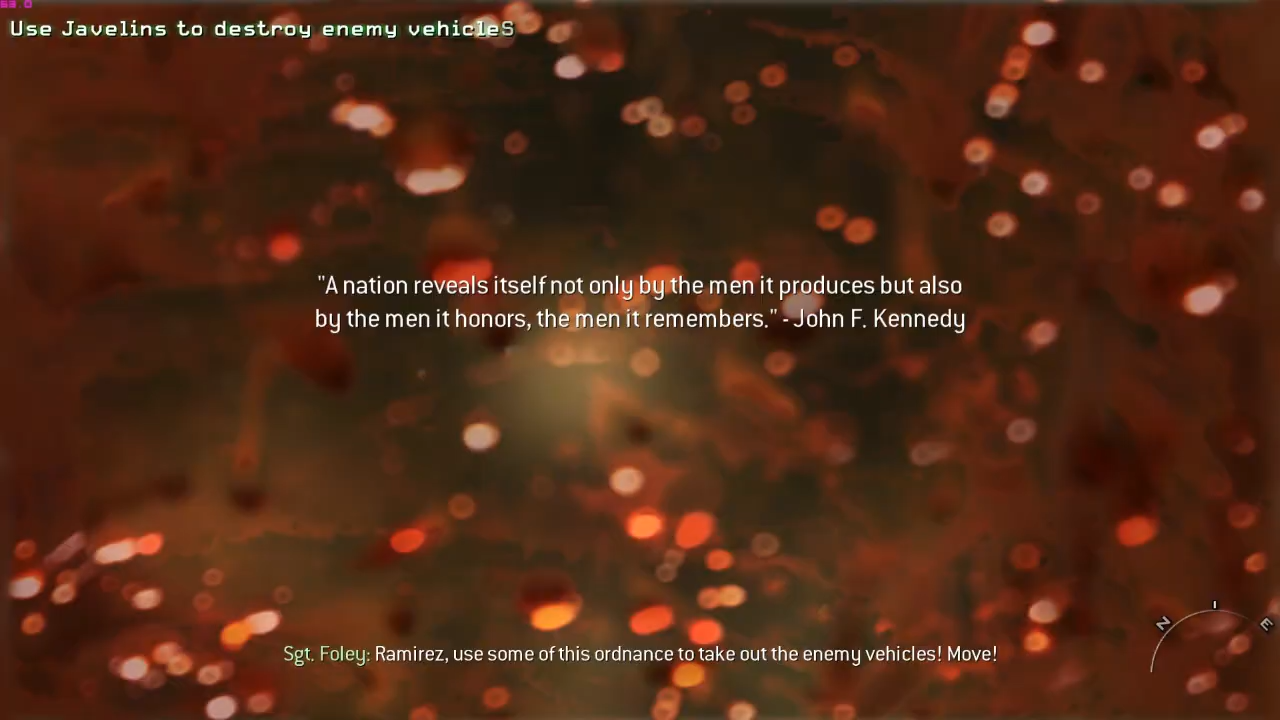 63.0
Use Javelins to destroy enemy vehicleS
"A nation reveals itself not only by the men it produces but also
by the men it honors, the men it remembers." - John F. Kennedy
Sgt. Foley: Ramirez, use some of this ordnance to take out the enemy vehicles! Move!
N
E